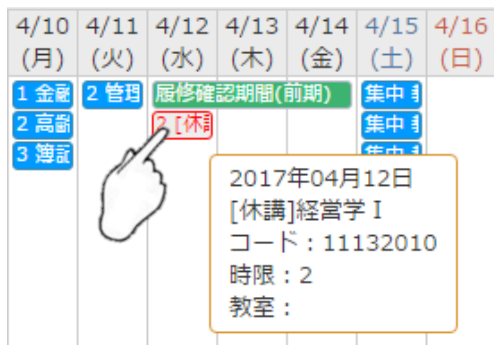 4/10 4/11 4/12 4/13 4/14 4/15 4/16
(月) (火) (水) (木) (金) (土) (日)
1 金融 2 管理 履修確認期間(前期) 集中
2 高齢 2 [休講 集中
3 簿記 集中
2017年04月12日
[休講]経営学 I
コード：11132010
時限：2
教室：